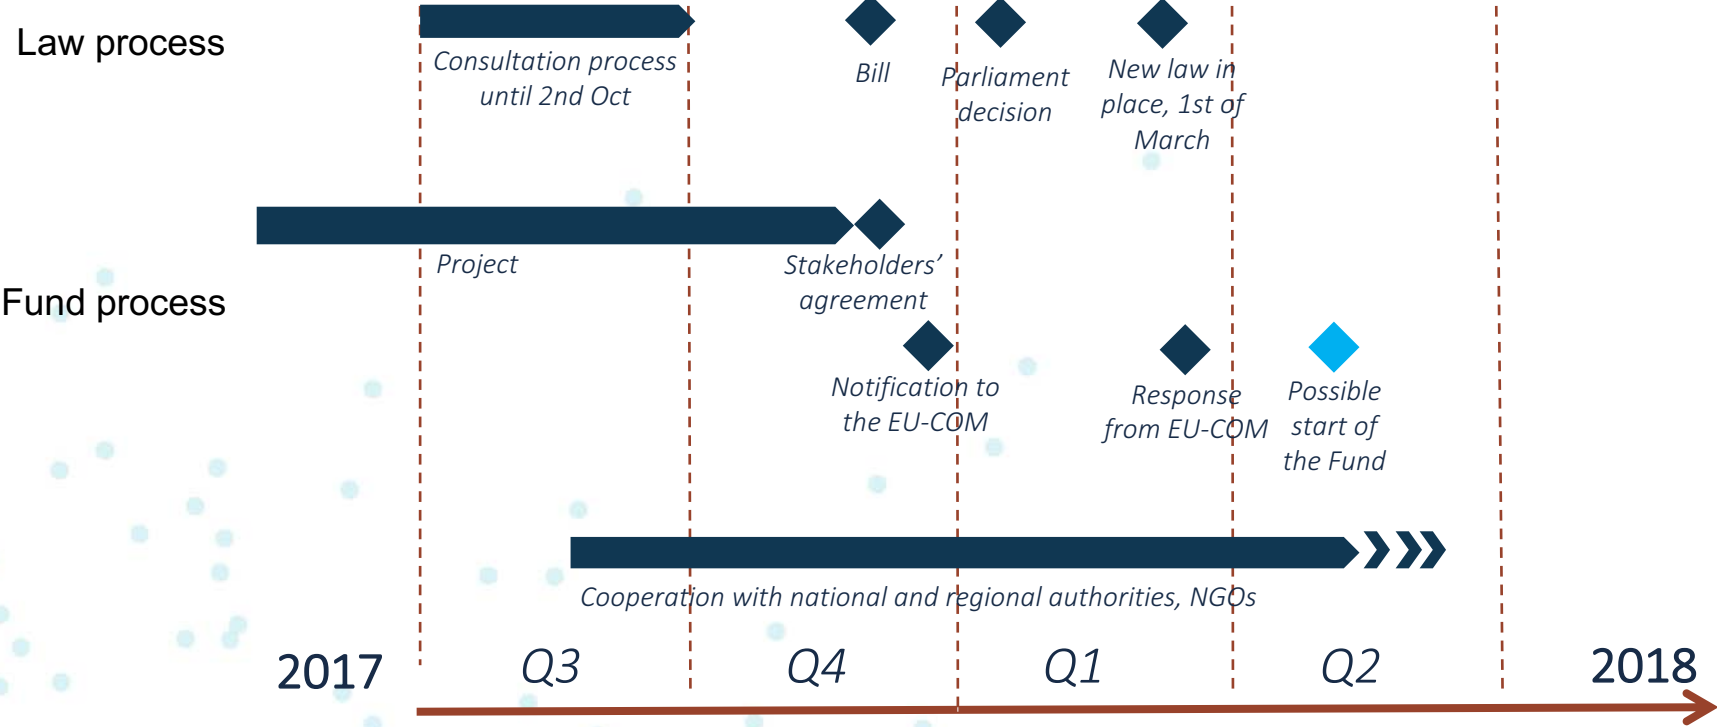 Law process
Consultation process
until 2nd Oct
Bill
Parliament
decision
New law in
place, 1st of
March
Fund process
Project
Stakeholders’
agreement
Notification to
the EU-COM
Response
from EU-COM
Possible
start of
the Fund
Cooperation with national and regional authorities, NGOs
2017
Q3
Q4
Q1
Q2
2018